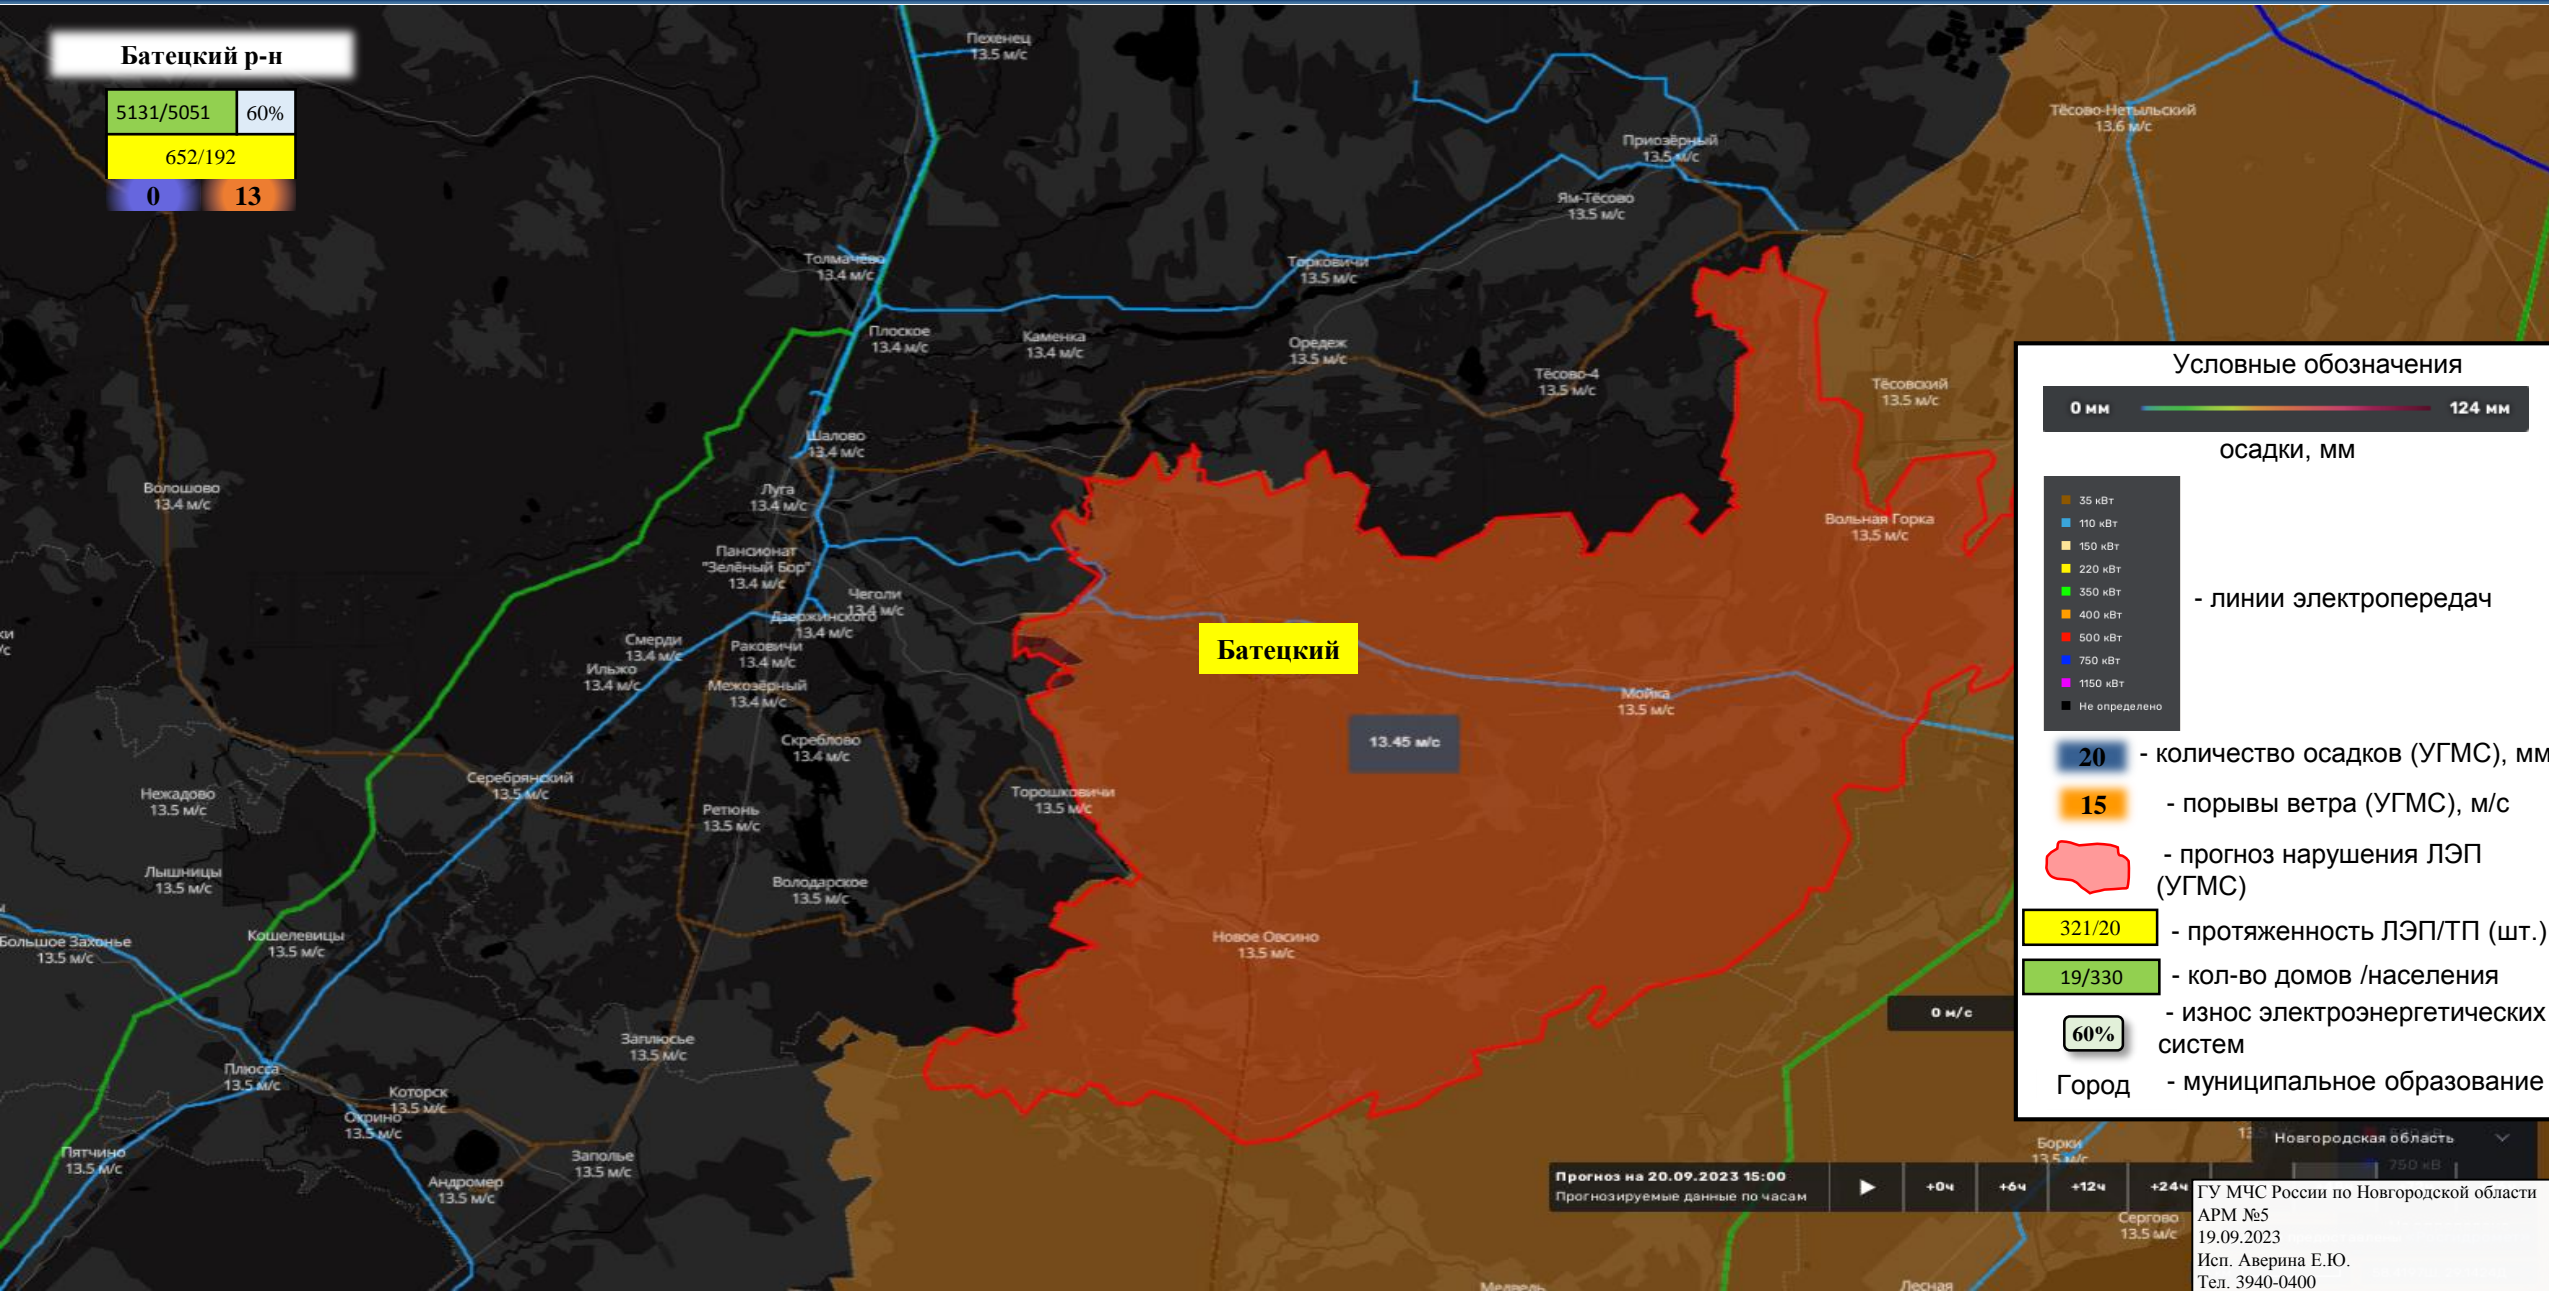 Батецкий р-н
5131/5051
60%
652/192
0
13
Пехенец
13.5 м/с
Тёсово-Нетыльский
13.6 м/с
Приозёрный
13.5 м/с
Ям-Тёсово
13.5 м/с
Толмачёво
13.4 м/с
Торковичи
13.5 м/с
Плоское
13.4 м/с
Каменка
13.4 м/с
Оредеж
13.5 м/с
Тёсово-4
13.5 м/с
Тёсовский
13.5 м/с
Шалово
13.4 м/с
Волошово
13.4 м/с
Луга
13.4 м/с
Вольная Горка
13.5 м/с
Пансионат
"Зелёный Бор"
13.4 м/с
Чеголи
13.4 м/с
Дзержинского
13.4 м/с
Смерди
13.4 м/с
Раковичи
13.4 м/с
Ильжо
13.4 м/с
Межозёрный
13.4 м/с
Батецкий
Мойка
13.5 м/с
13.45 м/с
Скреблово
13.4 м/с
Серебрянский
13.5 м/с
Нежадово
13.5 м/с
Ретюнь
13.5 м/с
Торошковичи
13.5 м/с
Лышницы
13.5 м/с
Володарское
13.5 м/с
Большое Захонье
13.5 м/с
Кошелевицы
13.5 м/с
Новое Овсино
13.5 м/с
Заплюсье
13.5 м/с
Плюсса
13.5 м/с
Которск
13.5 м/с
Охрино
13.5 м/с
Пятчино
13.5 м/с
Заполье
13.5 м/с
Андромер
13.5 м/с
0 м/с
Борки
13.5 м/с
Сергово
13.5 м/с
Медведь
Лесная
Условные обозначения
0 мм
124 мм
осадки, мм
35 кВт
110 кВт
150 кВт
220 кВт
350 кВт
400 кВт
500 кВт
750 кВт
1150 кВт
Не определено
- линии электропередач
20 - количество осадков (УГМС), мм
15 - порывы ветра (УГМС), м/с
- прогноз нарушения ЛЭП
(УГМС)
321/20 - протяженность ЛЭП/ТП (шт.)
19/330 - кол-во домов /населения
60% - износ электроэнергетических
систем
Город - муниципальное образование
Новгородская область
750 кВ
Прогноз на 20.09.2023 15:00
Прогнозируемые данные по часам
+0ч +6ч +12ч +24ч
ГУ МЧС России по Новгородской области
АРМ №5
19.09.2023
Исп. Аверина Е.Ю.
Тел. 3940-0400